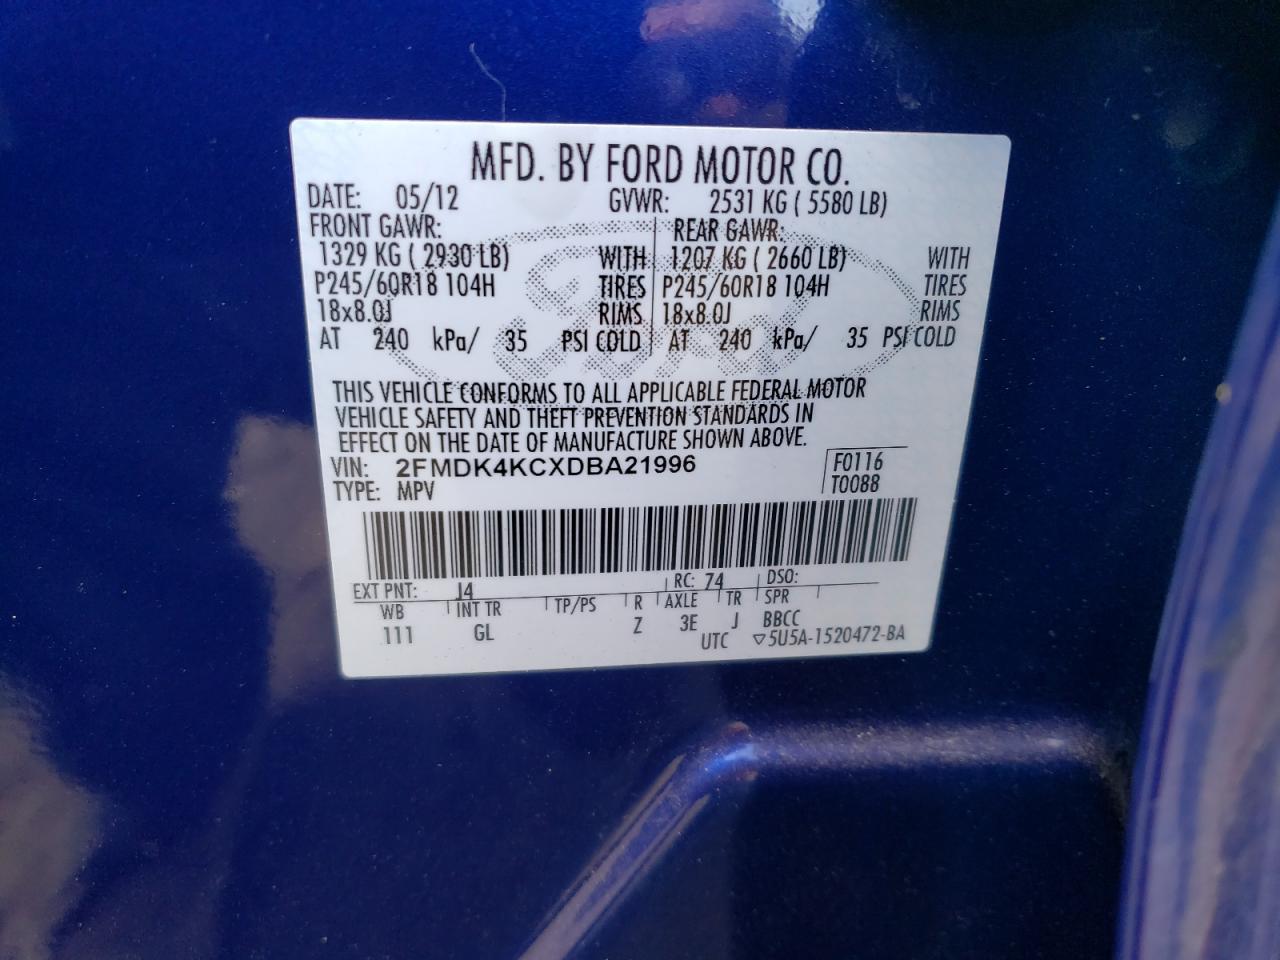 MFD. BY FORD MOTOR CO.
DATE: 05/12 GVWR: 2531 KG ( 5580 LB)
FRONT GAWR: REAR GAWR:
1329 KG ( 2930 LB) WITH 1207 KG ( 2660 LB) WITH
P245/60R18 104H TIRES P245/60R18 104H TIRES
18x8.0J RIMS 18x8.0J RIMS
AT 240 kPa/ 35 PSI COLD AT 240 kPa/ 35 PSI COLD
THIS VEHICLE CONFORMS TO ALL APPLICABLE FEDERAL MOTOR
VEHICLE SAFETY AND THEFT PREVENTION STANDARDS IN
EFFECT ON THE DATE OF MANUFACTURE SHOWN ABOVE.
VIN: 2FMDK4KCXDBA21996 F0116
TYPE: MPV T0088
EXT PNT: J4 RC: 74 DSO:
WB INT TR TP/PS R AXLE TR SPR
111 GL Z 3E J BBCC
UTC ▽5U5A-1520472-BA